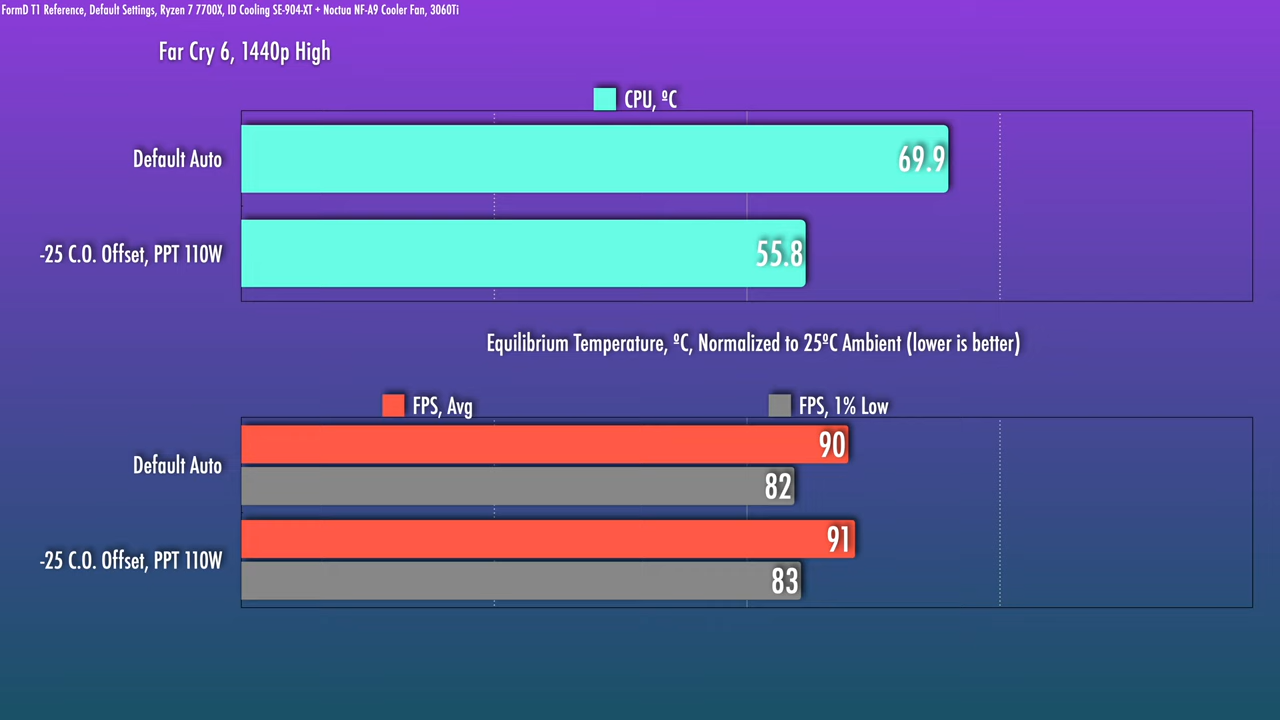 FormD T1 Reference, Default Settings, Ryzen 7 7700X, ID Cooling SE-904-XT + Noctua NF-A9 Cooler Fan, 3060Ti
Far Cry 6, 1440p High
CPU, ºC
Default Auto
69.9
-25 C.O. Offset, PPT 110W
55.8
Equilibrium Temperature, ºC, Normalized to 25ºC Ambient (lower is better)
FPS, Avg
FPS, 1% Low
Default Auto
90
82
-25 C.O. Offset, PPT 110W
91
83